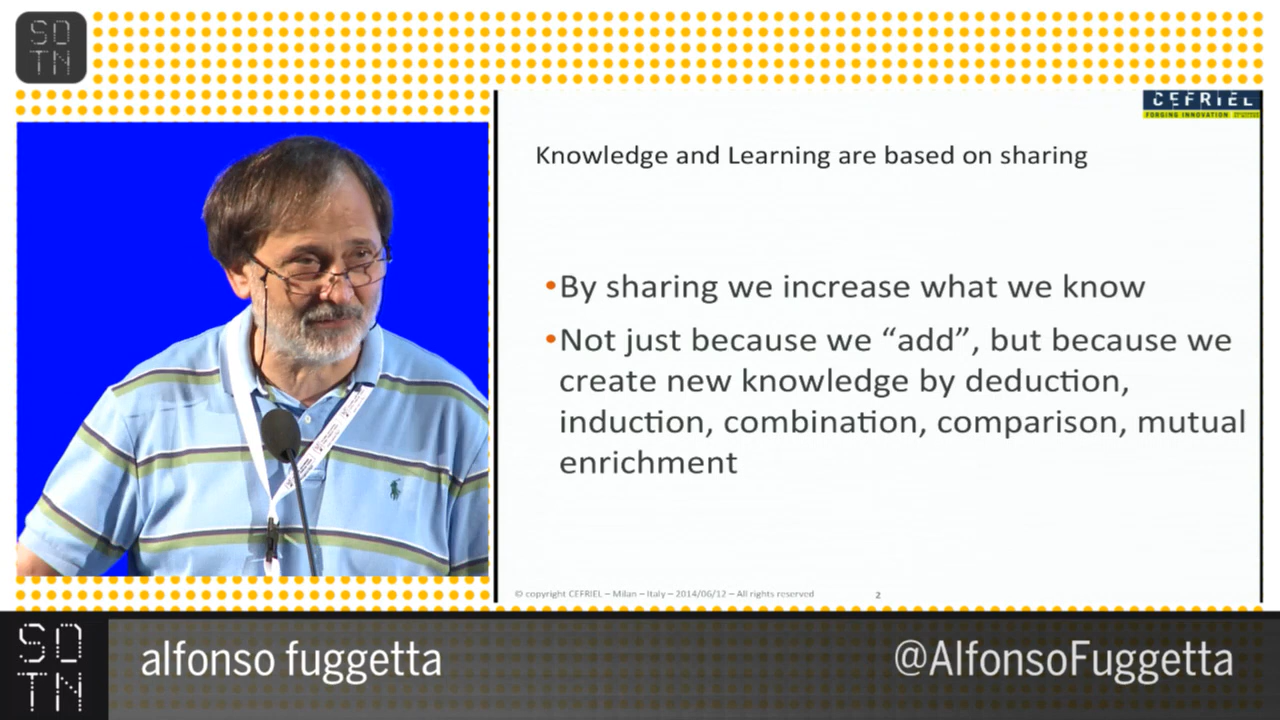 SO
TN
CEFRIEL
FORGING INNOVATION
Knowledge and Learning are based on sharing
•By sharing we increase what we know
•Not just because we “add”, but because we
create new knowledge by deduction,
induction, combination, comparison, mutual
enrichment
© copyright CEFRIEL – Milan – Italy – 2014/06/12 – All rights reserved
2
SO
TN
alfonso fuggetta
@AlfonsoFuggetta